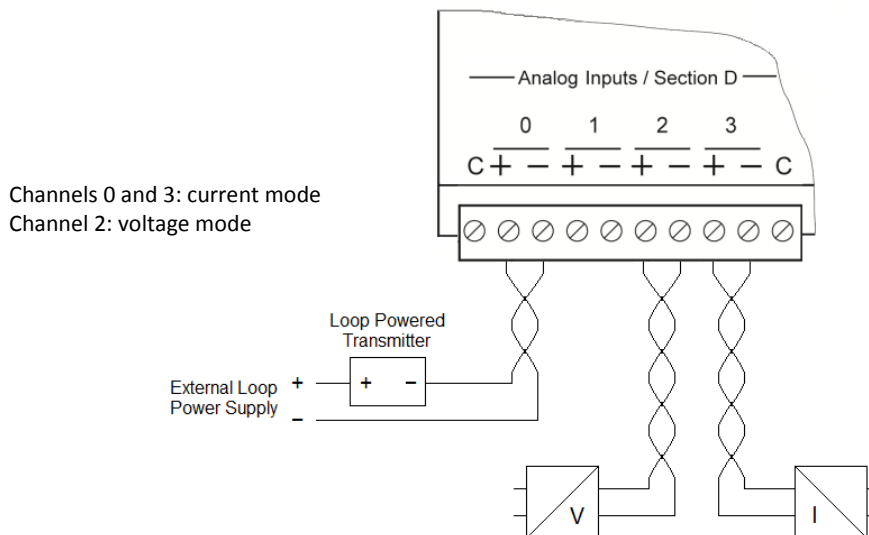 Analog Inputs / Section D
0 1 2 3
C + − + − + − + − C
Channels 0 and 3: current mode
Channel 2: voltage mode
Loop Powered
Transmitter
+ −
External Loop
Power Supply
+
−
V
I